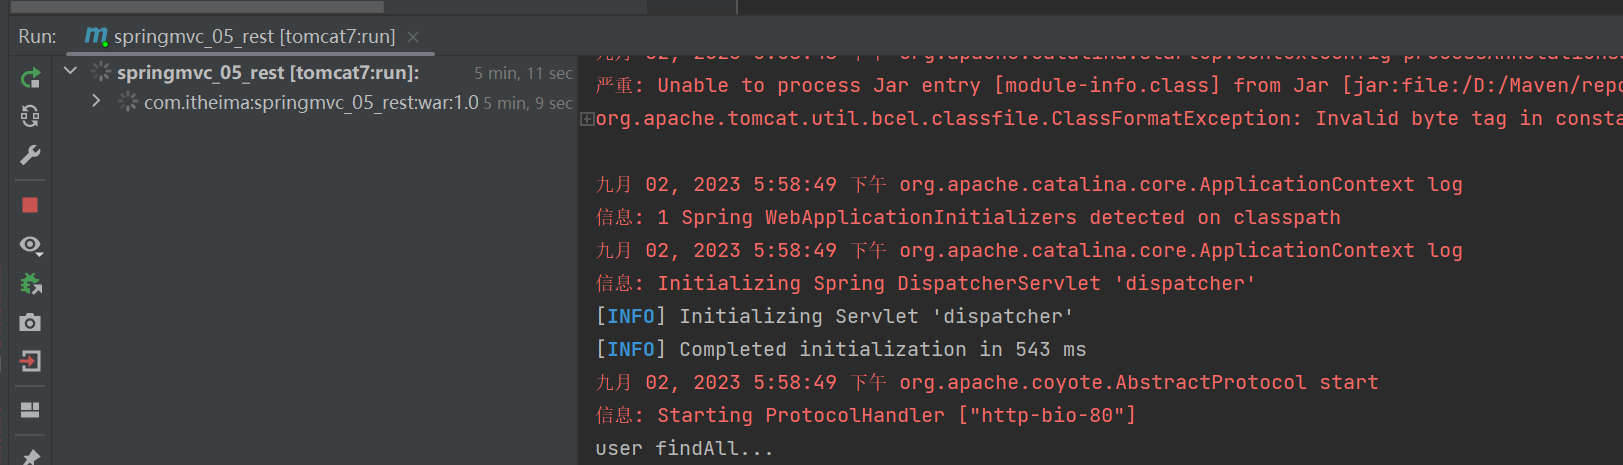 Run: springmvc_05_rest [tomcat7:run]
springmvc_05_rest [tomcat7:run]: 5 min, 11 sec
com.itheima:springmvc_05_rest:war:1.0 5 min, 9 sec
严重: Unable to process Jar entry [module-info.class] from Jar [jar:file:/D:/Maven/repo
org.apache.tomcat.util.bcel.classfile.ClassFormatException: Invalid byte tag in consta
九月 02, 2023 5:58:49 下午 org.apache.catalina.core.ApplicationContext log
信息: 1 Spring WebApplicationInitializers detected on classpath
九月 02, 2023 5:58:49 下午 org.apache.catalina.core.ApplicationContext log
信息: Initializing Spring DispatcherServlet 'dispatcher'
[INFO] Initializing Servlet 'dispatcher'
[INFO] Completed initialization in 543 ms
九月 02, 2023 5:58:49 下午 org.apache.coyote.AbstractProtocol start
信息: Starting ProtocolHandler ["http-bio-80"]
user findAll...